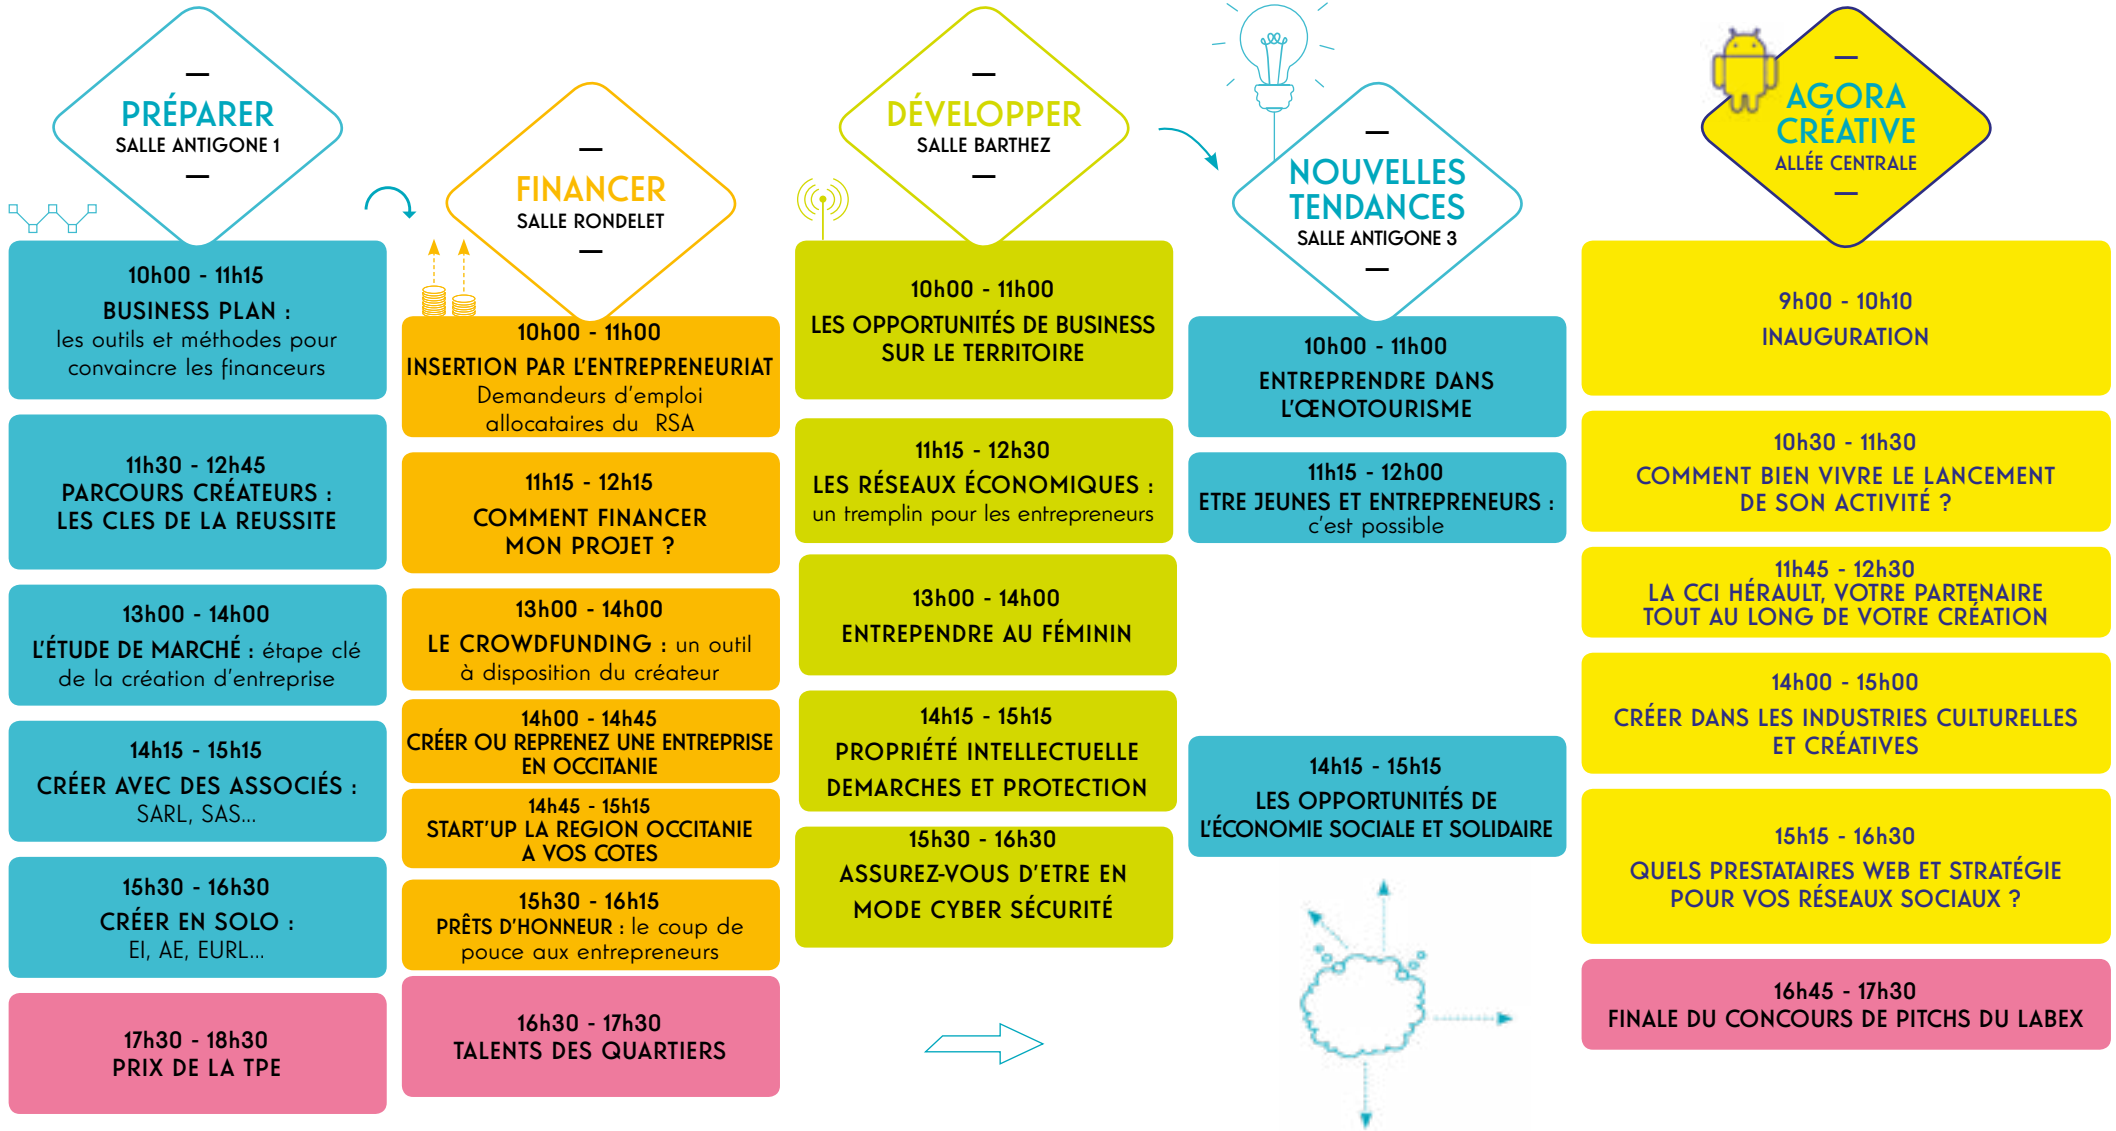 PRÉPARER
SALLE ANTIGONE 1
10h00 - 11h15
BUSINESS PLAN :
les outils et méthodes pour
convaincre les financeurs
11h30 - 12h45
PARCOURS CRÉATEURS :
LES CLES DE LA REUSSITE
13h00 - 14h00
L'ÉTUDE DE MARCHÉ : étape clé
de la création d'entreprise
14h15 - 15h15
CRÉER AVEC DES ASSOCIÉS :
SARL, SAS...
15h30 - 16h30
CRÉER EN SOLO :
EI, AE, EURL...
17h30 - 18h30
PRIX DE LA TPE
FINANCER
SALLE RONDELET
10h00 - 11h00
INSERTION PAR L'ENTREPRENEURIAT
Demandeurs d'emploi
allocataires du RSA
11h15 - 12h15
COMMENT FINANCER
MON PROJET ?
13h00 - 14h00
LE CROWDFUNDING : un outil
à disposition du créateur
14h00 - 14h45
CRÉER OU REPRENEZ UNE ENTREPRISE
EN OCCITANIE
14h45 - 15h15
START'UP LA REGION OCCITANIE
A VOS COTES
15h30 - 16h15
PRÊTS D'HONNEUR : le coup de
pouce aux entrepreneurs
16h30 - 17h30
TALENTS DES QUARTIERS
DÉVELOPPER
SALLE BARTHEZ
10h00 - 11h00
LES OPPORTUNITÉS DE BUSINESS
SUR LE TERRITOIRE
11h15 - 12h30
LES RÉSEAUX ÉCONOMIQUES :
un tremplin pour les entrepreneurs
13h00 - 14h00
ENTREPENDRE AU FÉMININ
14h15 - 15h15
PROPRIÉTÉ INTELLECTUELLE
DEMARCHES ET PROTECTION
15h30 - 16h30
ASSUREZ-VOUS D'ETRE EN
MODE CYBER SÉCURITÉ
NOUVELLES
TENDANCES
SALLE ANTIGONE 3
10h00 - 11h00
ENTREPRENDRE DANS
L'ŒNOTOURISME
11h15 - 12h00
ETRE JEUNES ET ENTREPRENEURS :
c'est possible
14h15 - 15h15
LES OPPORTUNITÉS DE
L'ÉCONOMIE SOCIALE ET SOLIDAIRE
AGORA
CRÉATIVE
ALLÉE CENTRALE
9h00 - 10h10
INAUGURATION
10h30 - 11h30
COMMENT BIEN VIVRE LE LANCEMENT
DE SON ACTIVITÉ ?
11h45 - 12h30
LA CCI HÉRAULT, VOTRE PARTENAIRE
TOUT AU LONG DE VOTRE CRÉATION
14h00 - 15h00
CRÉER DANS LES INDUSTRIES CULTURELLES
ET CRÉATIVES
15h15 - 16h30
QUELS PRESTATAIRES WEB ET STRATÉGIE
POUR VOS RÉSEAUX SOCIAUX ?
16h45 - 17h30
FINALE DU CONCOURS DE PITCHS DU LABEX